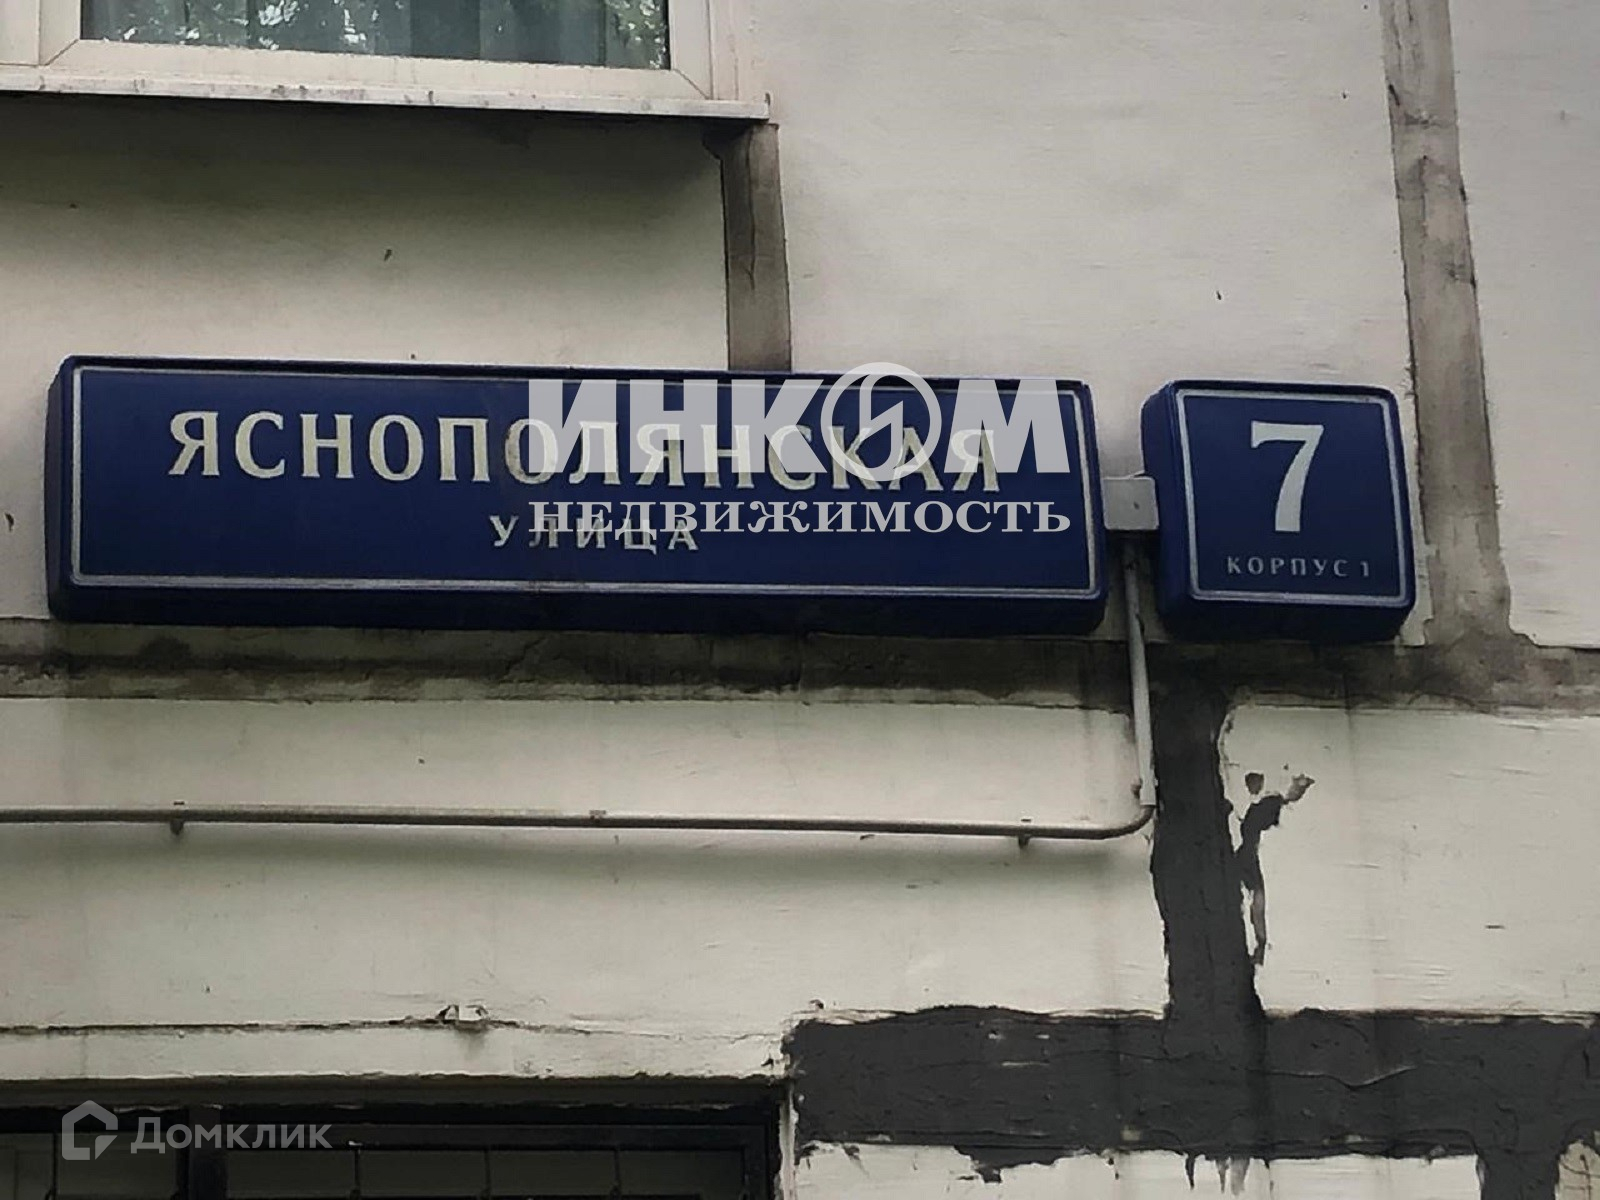 ЯСНОПОЛЯНСКАЯ
УЛИЦА
7
КОРПУС 1
ИНКОМ
НЕДВИЖИМОСТЬ
Домклик